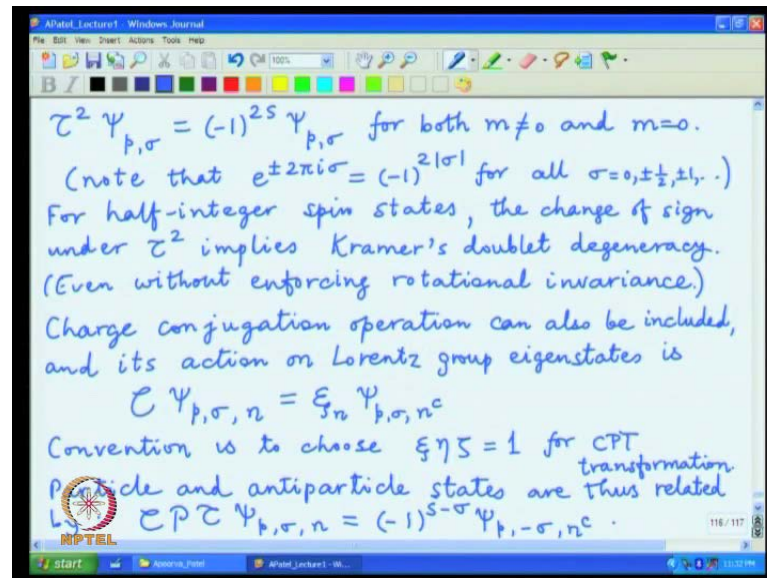 APatel_Lecture1 - Windows Journal
File Edit View Insert Actions Tools Help
100%
B I
τ² Ψ_{p,σ} = (-1)^{2S} Ψ_{p,σ} for both m≠0 and m=0.
(note that e^{±2πiσ} = (-1)^{2|σ|} for all σ=0,±½,±1,..)
For half-integer spin states, the change of sign
under τ² implies Kramer's doublet degeneracy.
(Even without enforcing rotational invariance.)
Charge conjugation operation can also be included,
and its action on Lorentz group eigenstates is
C Ψ_{p,σ,n} = ξ_n Ψ_{p,σ,n^c}
Convention is to choose ξηζ = 1 for CPT
transformation.
Particle and antiparticle states are thus related
by CPτ Ψ_{p,σ,n} = (-1)^{S-σ} Ψ_{p,-σ,n^c} .
116 / 117
NPTEL
start Apoorva_Patel APatel_Lecture1 - Wi... 11:32 PM